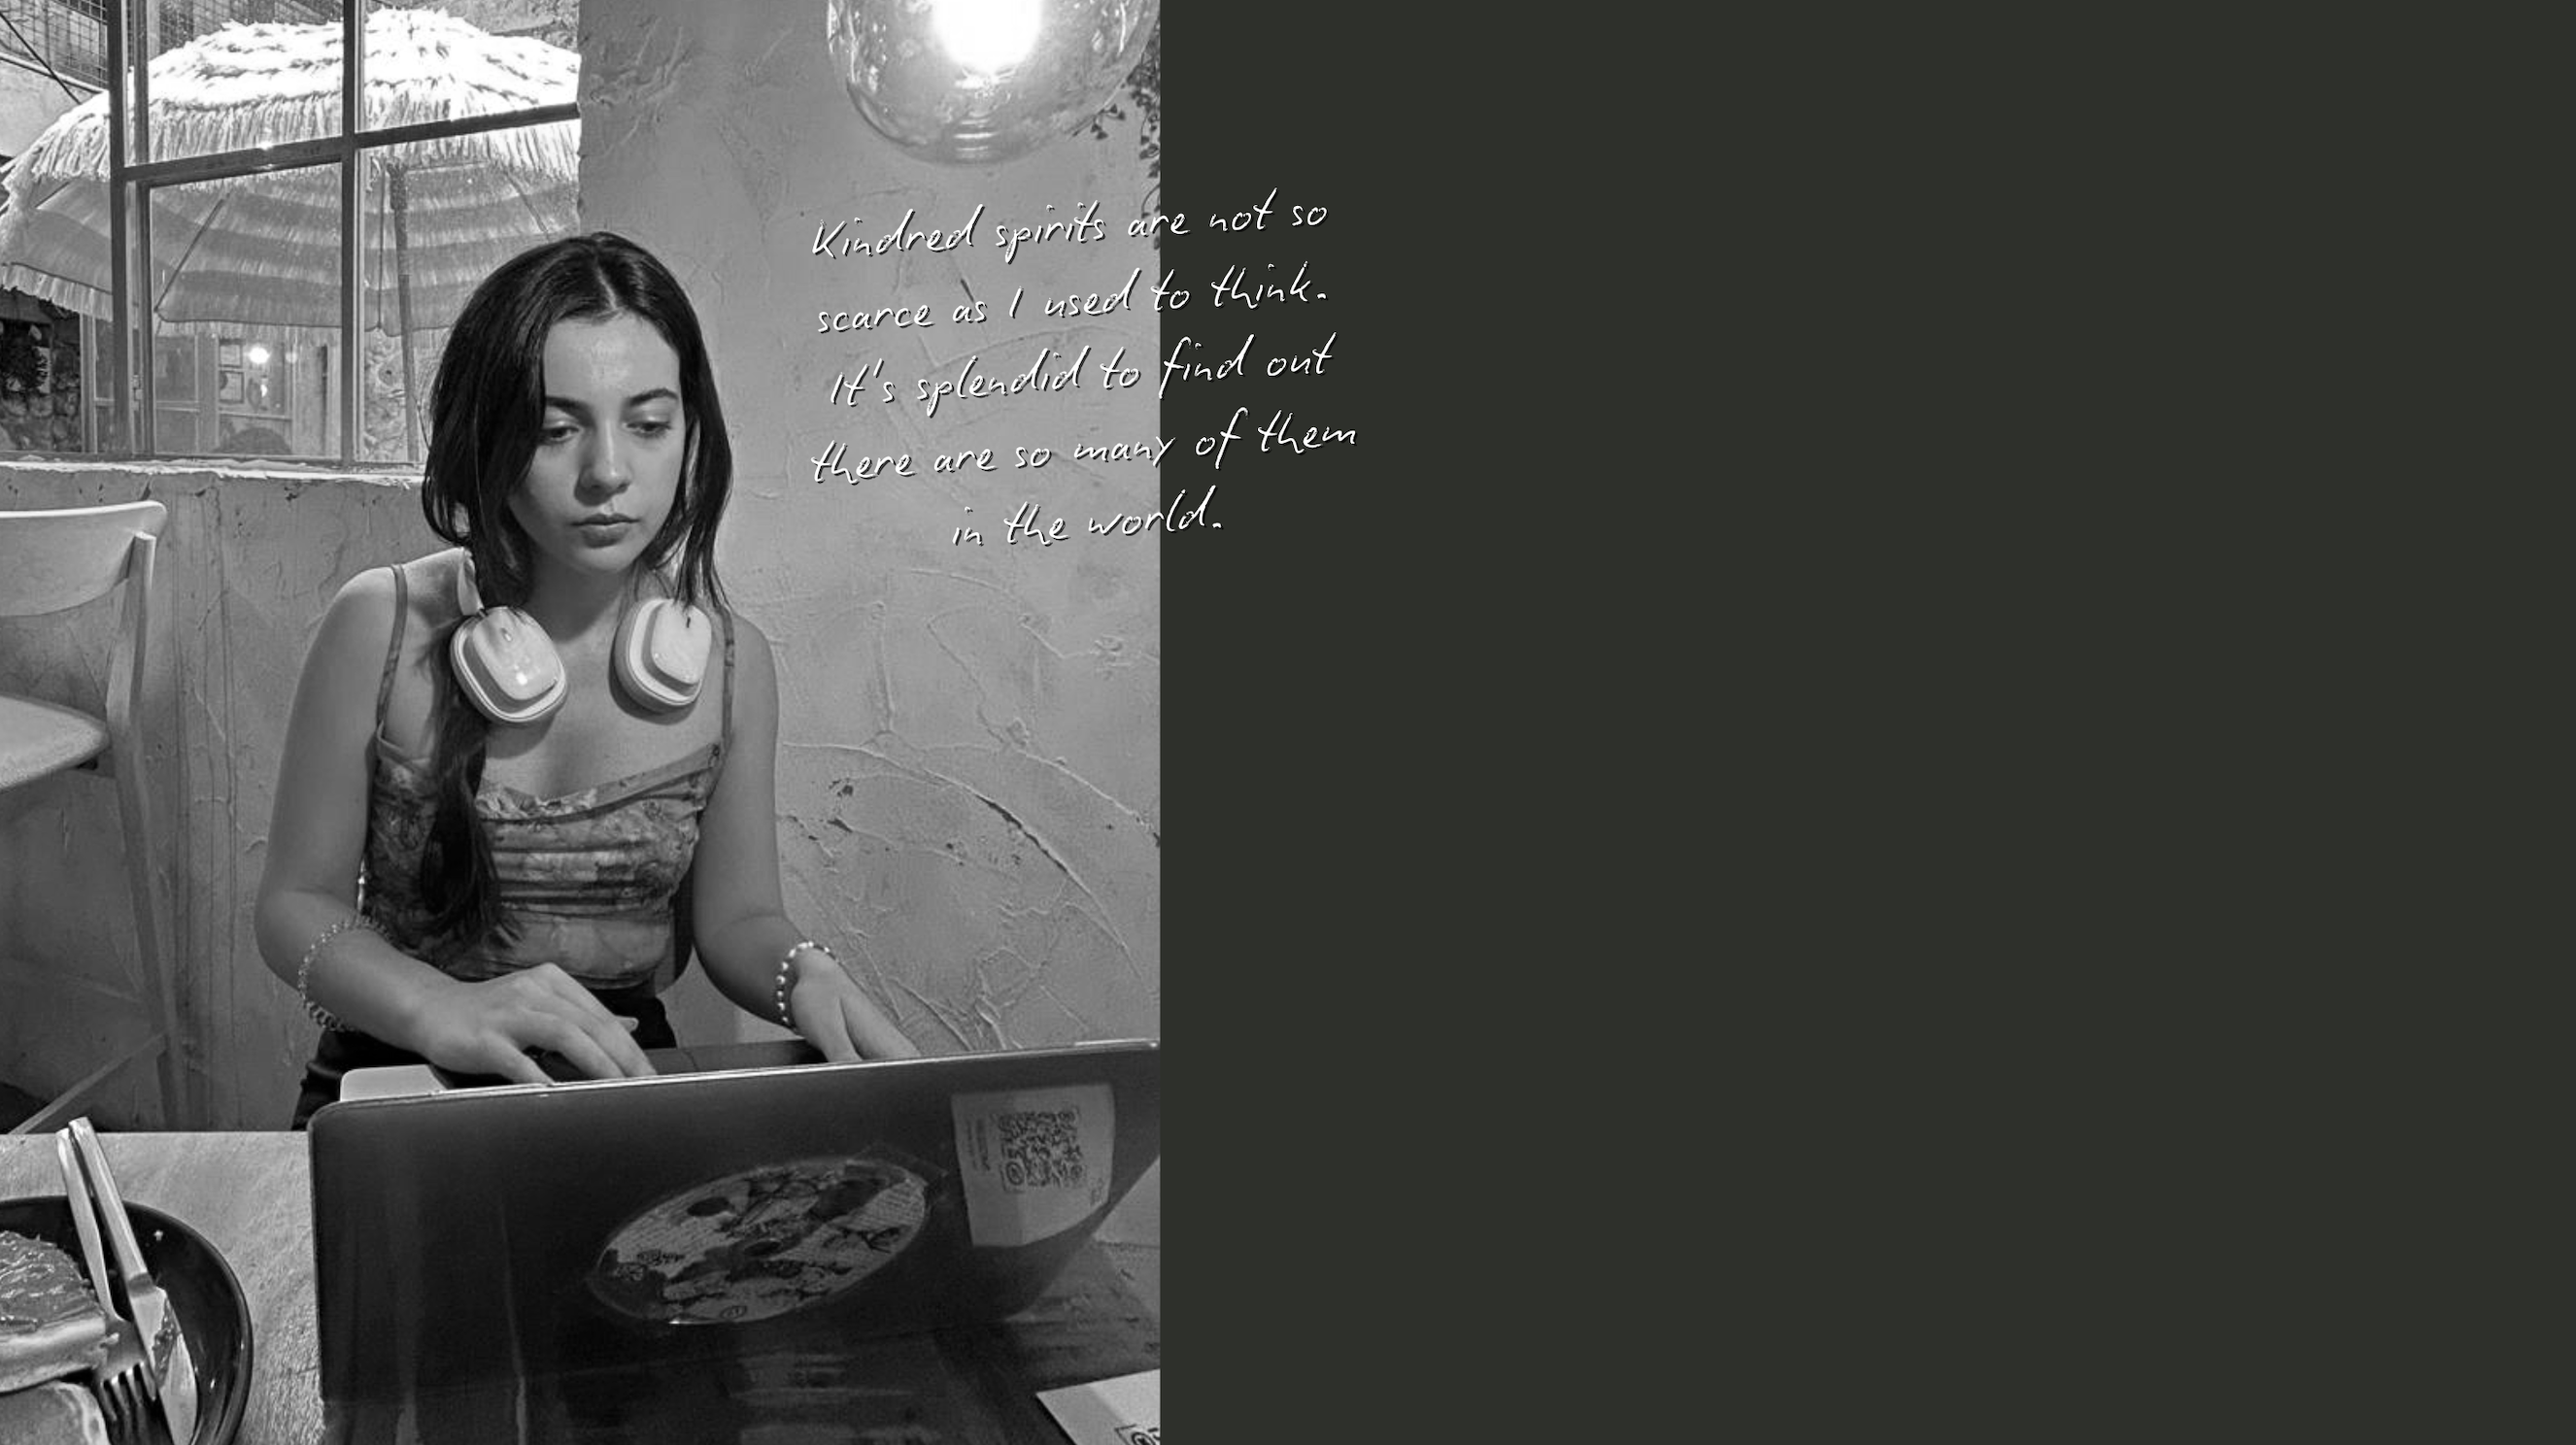 Kindred spirits are not so
scarce as I used to think.
It's splendid to find out
there are so many of them
in the world.